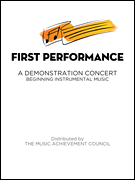 FIRST PERFORMANCE
A DEMONSTRATION CONCERT
BEGINNING INSTRUMENTAL MUSIC
Distributed by
THE MUSIC ACHIEVEMENT COUNCIL